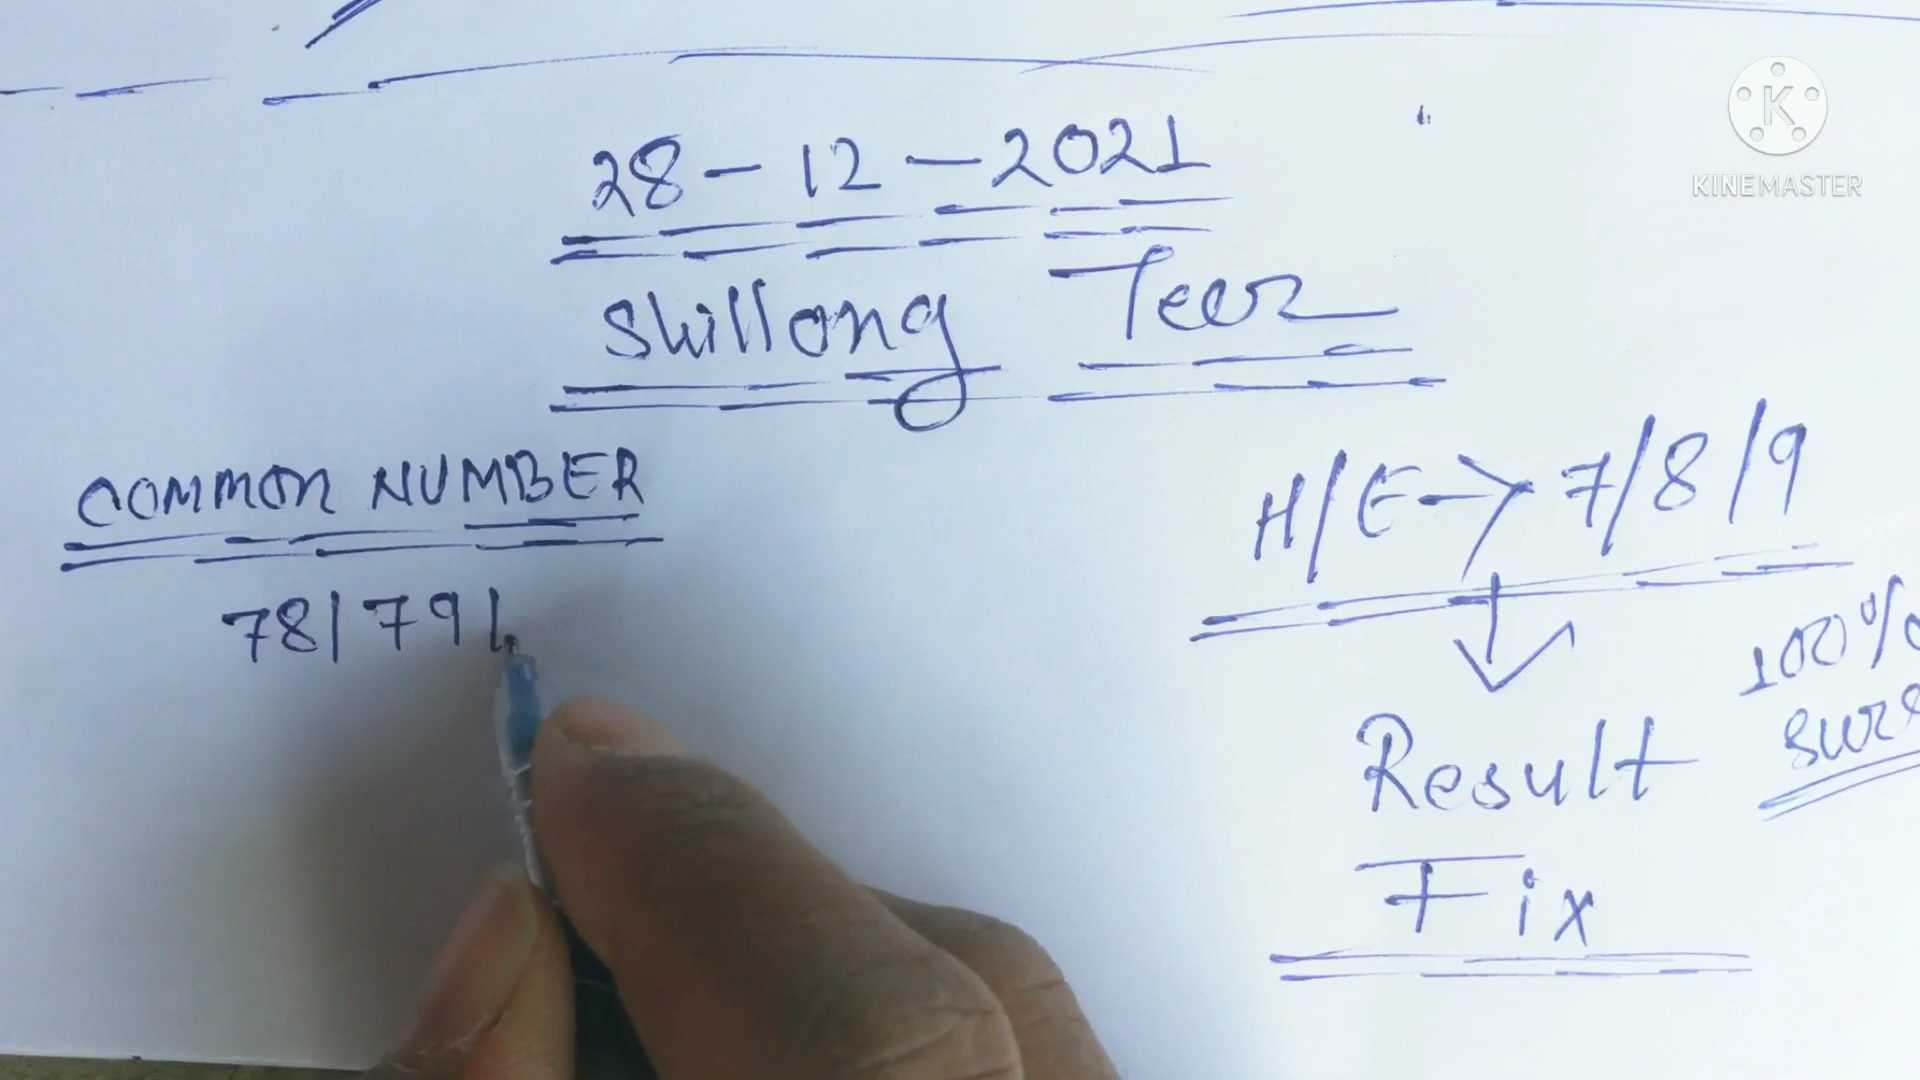 KINEMASTER
28-12-2021
Shillong Teer
COMMON NUMBER
78/79/
H/E→7/8/9
100%
Result
Fix